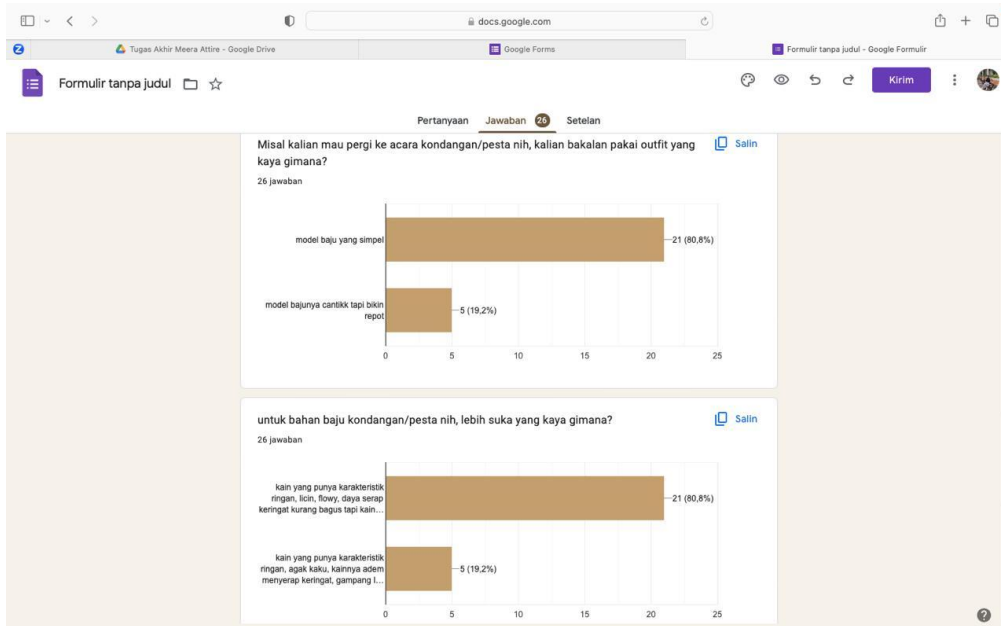 docs.google.com
Tugas Akhir Meera Attire - Google Drive
Google Forms
Formulir tanpa judul - Google Formulir
Formulir tanpa judul
Kirim
Pertanyaan
Jawaban 26
Setelan
Misal kalian mau pergi ke acara kondangan/pesta nih, kalian bakalan pakai outfit yang
kaya gimana?
Salin
26 jawaban
model baju yang simpel
21 (80,8%)
model bajunya cantikk tapi bikin
repot
5 (19,2%)
0 5 10 15 20 25
untuk bahan baju kondangan/pesta nih, lebih suka yang kaya gimana?
Salin
26 jawaban
kain yang punya karakteristik
ringan, licin, flowy, daya serap
keringat kurang bagus tapi kain...
21 (80,8%)
kain yang punya karakteristik
ringan, agak kaku, kainnya adem
menyerap keringat, gampang l...
5 (19,2%)
0 5 10 15 20 25